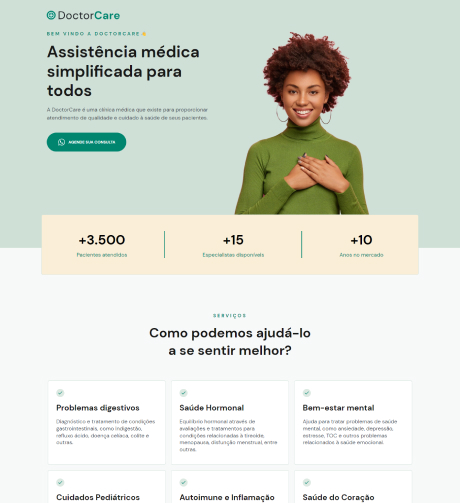 DoctorCare
BEM VINDO A DOCTORCARE 👋
Assistência médica
simplificada para
todos
A DoctorCare é uma clínica médica que existe para proporcionar
atendimento de qualidade e cuidado à saúde de seus pacientes.
AGENDE SUA CONSULTA
+3.500
Pacientes atendidos
+15
Especialistas disponíveis
+10
Anos no mercado
SERVIÇOS
Como podemos ajudá-lo
a se sentir melhor?
Problemas digestivos
Diagnóstico e tratamento de condições
gastrointestinais, como indigestão,
refluxo ácido, doença celíaca, colite e
outras.
Saúde Hormonal
Equilíbrio hormonal através de
avaliações e tratamentos para
condições relacionadas à tireoide,
menopausa, disfunção menstrual, entre
outras.
Bem-estar mental
Ajuda para tratar problemas de saúde
mental, como ansiedade, depressão,
estresse, TOC e outros problemas
relacionados à saúde emocional.
Cuidados Pediátricos
Autoimune e Inflamação
Saúde do Coração